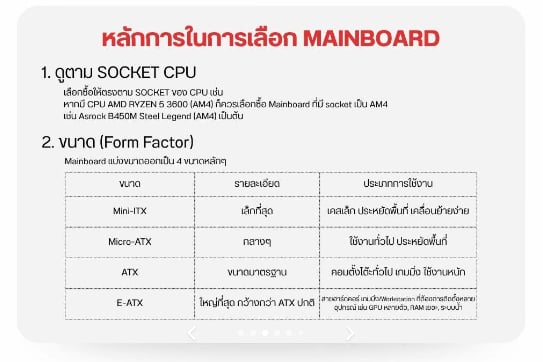 หลักการในการเลือก MAINBOARD
1. ดูตาม SOCKET CPU
เลือกซื้อให้ตรงตาม SOCKET ของ CPU เช่น
หากมี CPU AMD RYZEN 5 3600 (AM4) ก็ควรเลือกซื้อ Mainboard ที่มี socket เป็น AM4
เช่น Asrock B450M Steel Legend (AM4) เป็นต้น
2. ขนาด (Form Factor)
Mainboard แบ่งขนาดออกเป็น 4 ขนาดหลักๆ
ขนาด รายละเอียด ประเภทการใช้งาน
Mini-ITX เล็กที่สุด เคสเล็ก ประหยัดพื้นที่ เคลื่อนย้ายง่าย
Micro-ATX กลางๆ ใช้งานทั่วไป ประหยัดพื้นที่
ATX ขนาดมาตรฐาน คอมตั้งโต๊ะทั่วไป เกมมิ่ง ใช้งานหนัก
E-ATX ใหญ่ที่สุด กว้างกว่า ATX ปกติ สายฮาร์ดคอร์ เกมมิ่ง/Workstation ที่ต้องการติดตั้งหลาย
อุปกรณ์ เช่น GPU หลายตัว, RAM เยอะ, ระบบน้ำ